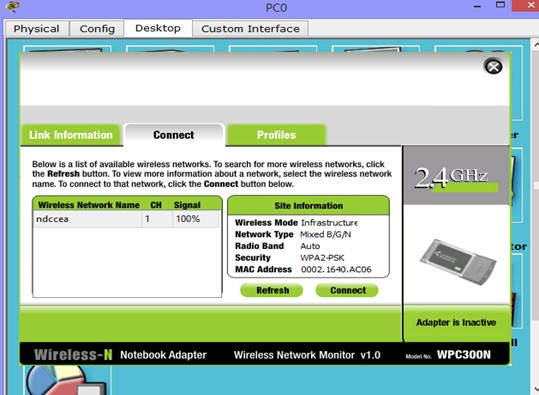 PC0
Physical Config Desktop Custom Interface
Link Information Connect Profiles
Below is a list of available wireless networks. To search for more wireless networks, click
the Refresh button. To view more information about a network, select the wireless network
name. To connect to that network, click the Connect button below.
Wireless Network Name CH Signal
ndccea 1 100%
Site Information
Wireless Mode Infrastructure
Network Type Mixed B/G/N
Radio Band Auto
Security WPA2-PSK
MAC Address 0002.1640.AC06
Refresh Connect
2.4GHz
Adapter is Inactive
Wireless-N Notebook Adapter Wireless Network Monitor v1.0 Model No. WPC300N